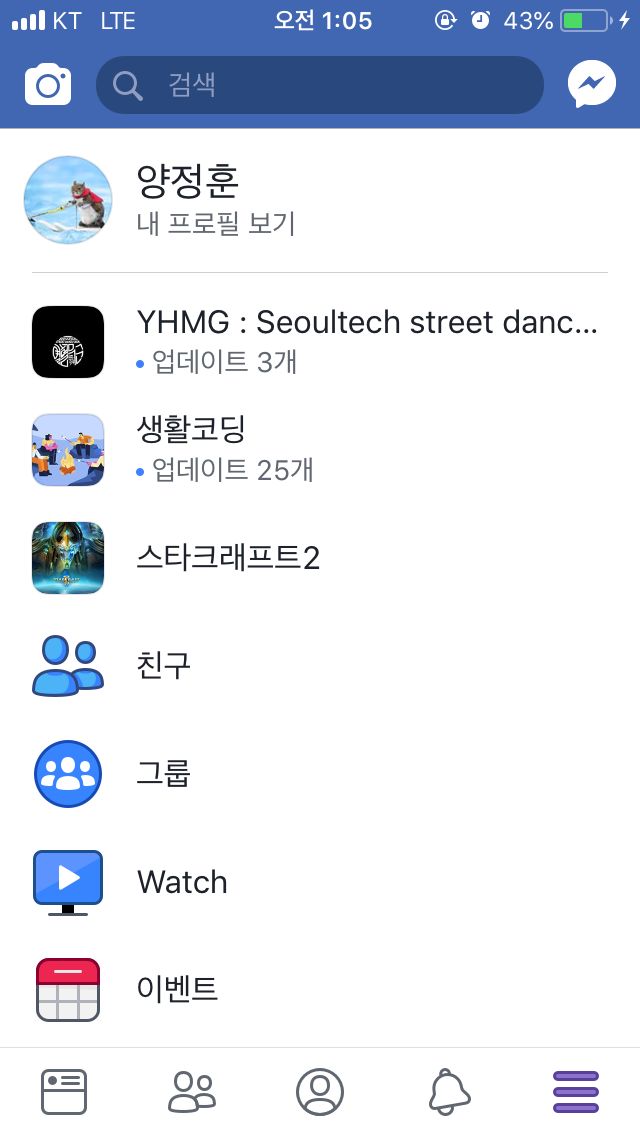 KT LTE 오전 1:05 43%
검색
양정훈
내 프로필 보기
YHMG : Seoultech street danc...
업데이트 3개
생활코딩
업데이트 25개
스타크래프트2
친구
그룹
Watch
이벤트